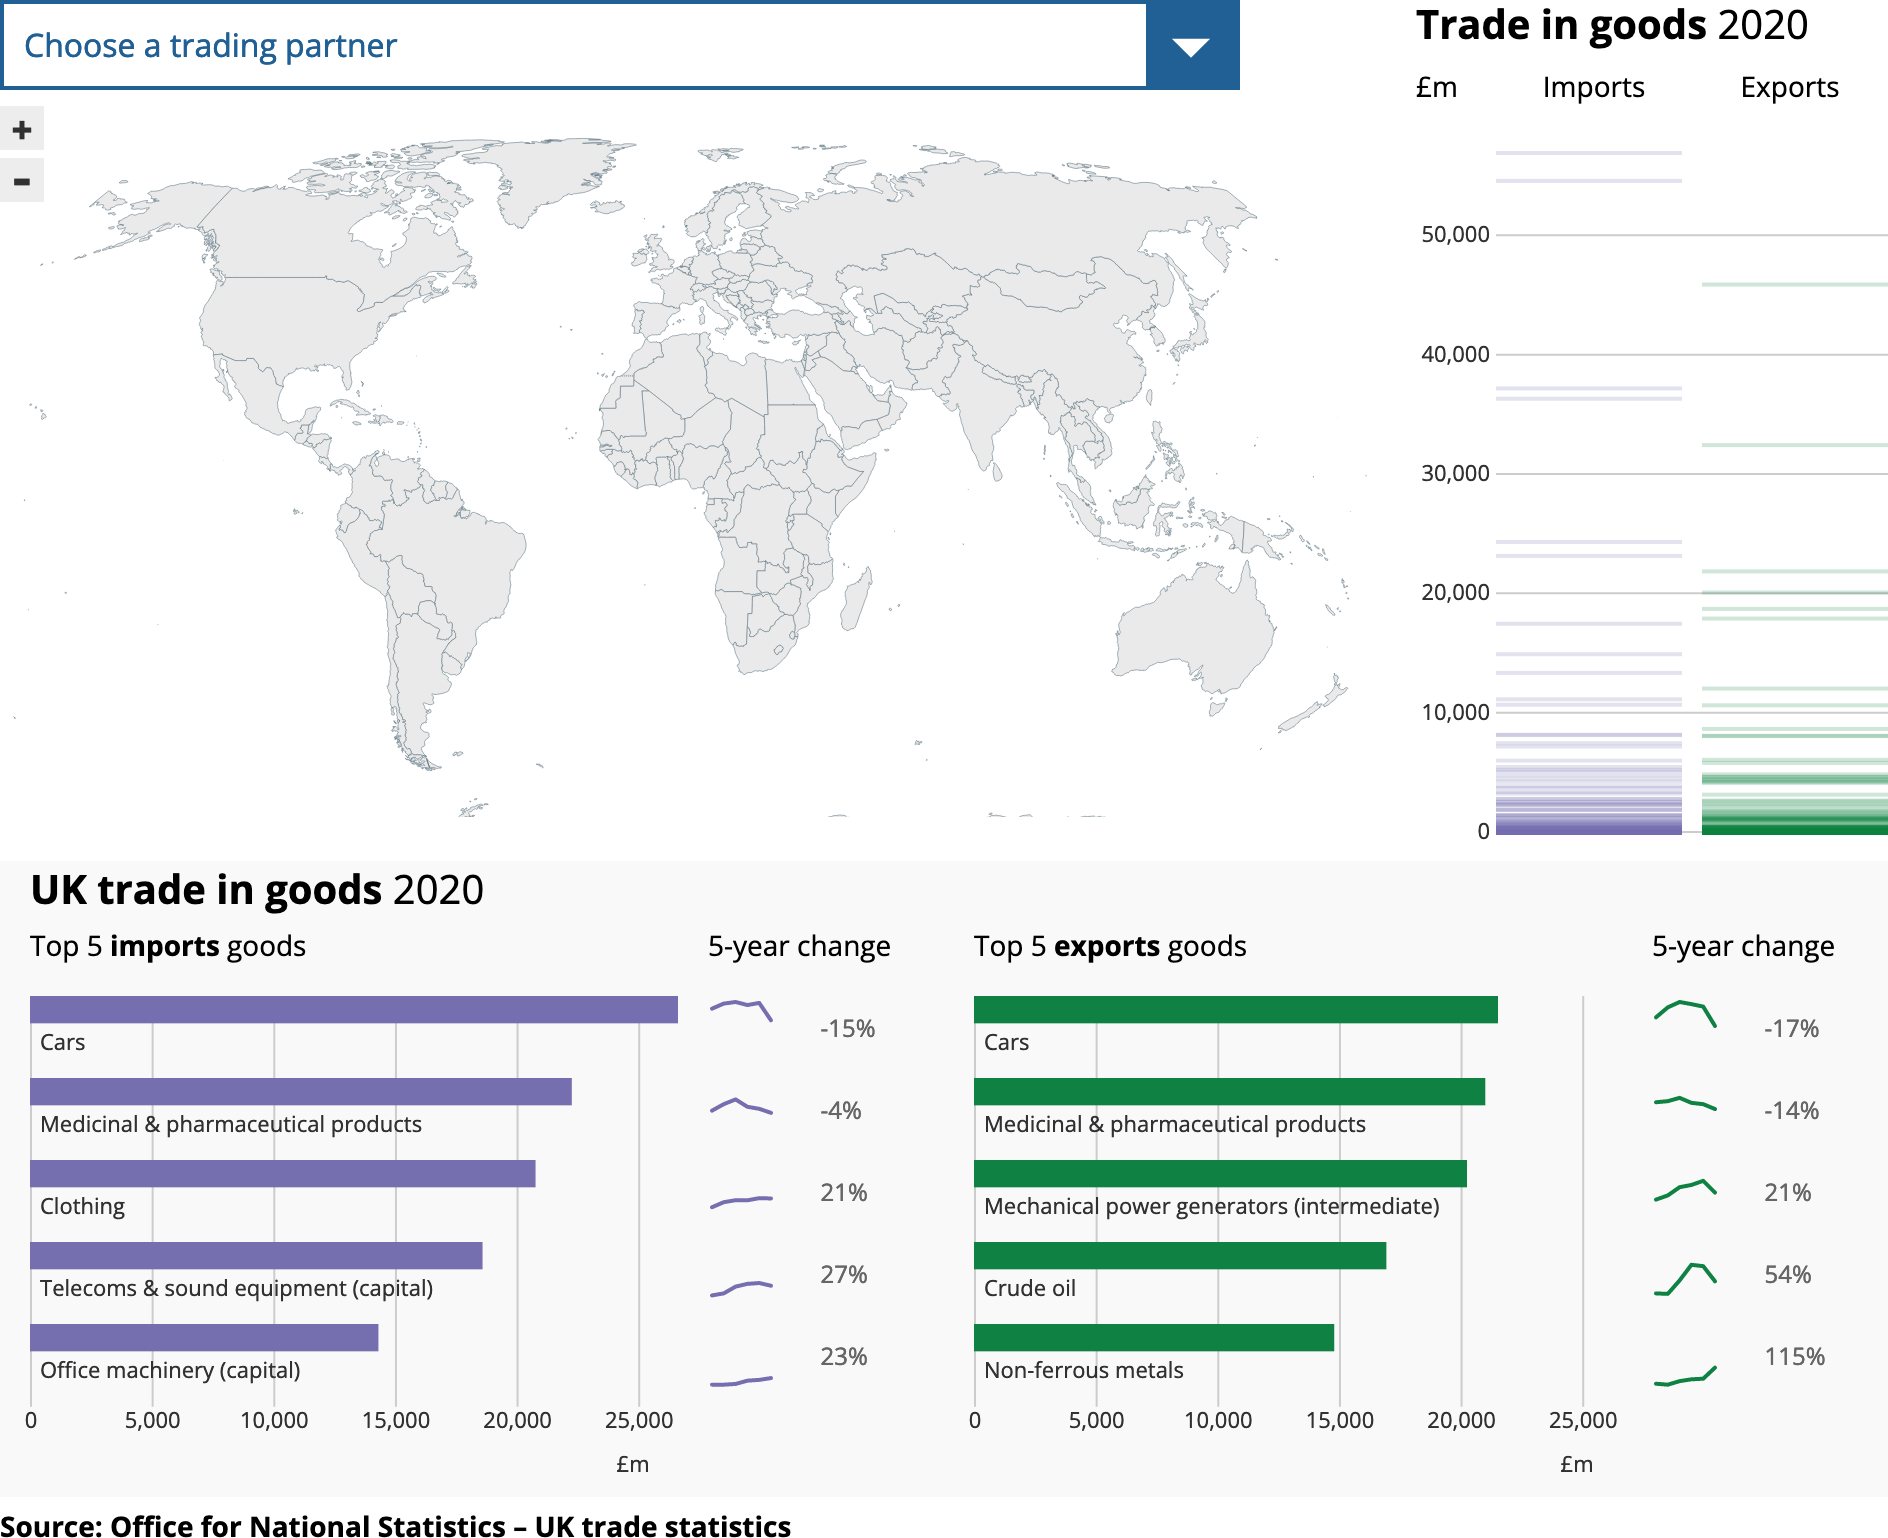 Choose a trading partner
+
-
Trade in goods 2020
£m Imports Exports
50,000
40,000
30,000
20,000
10,000
0
UK trade in goods 2020
Top 5 imports goods 5-year change
Cars -15%
Medicinal & pharmaceutical products -4%
Clothing 21%
Telecoms & sound equipment (capital) 27%
Office machinery (capital) 23%
0 5,000 10,000 15,000 20,000 25,000
£m
Top 5 exports goods 5-year change
Cars -17%
Medicinal & pharmaceutical products -14%
Mechanical power generators (intermediate) 21%
Crude oil 54%
Non-ferrous metals 115%
0 5,000 10,000 15,000 20,000 25,000
£m
Source: Office for National Statistics – UK trade statistics